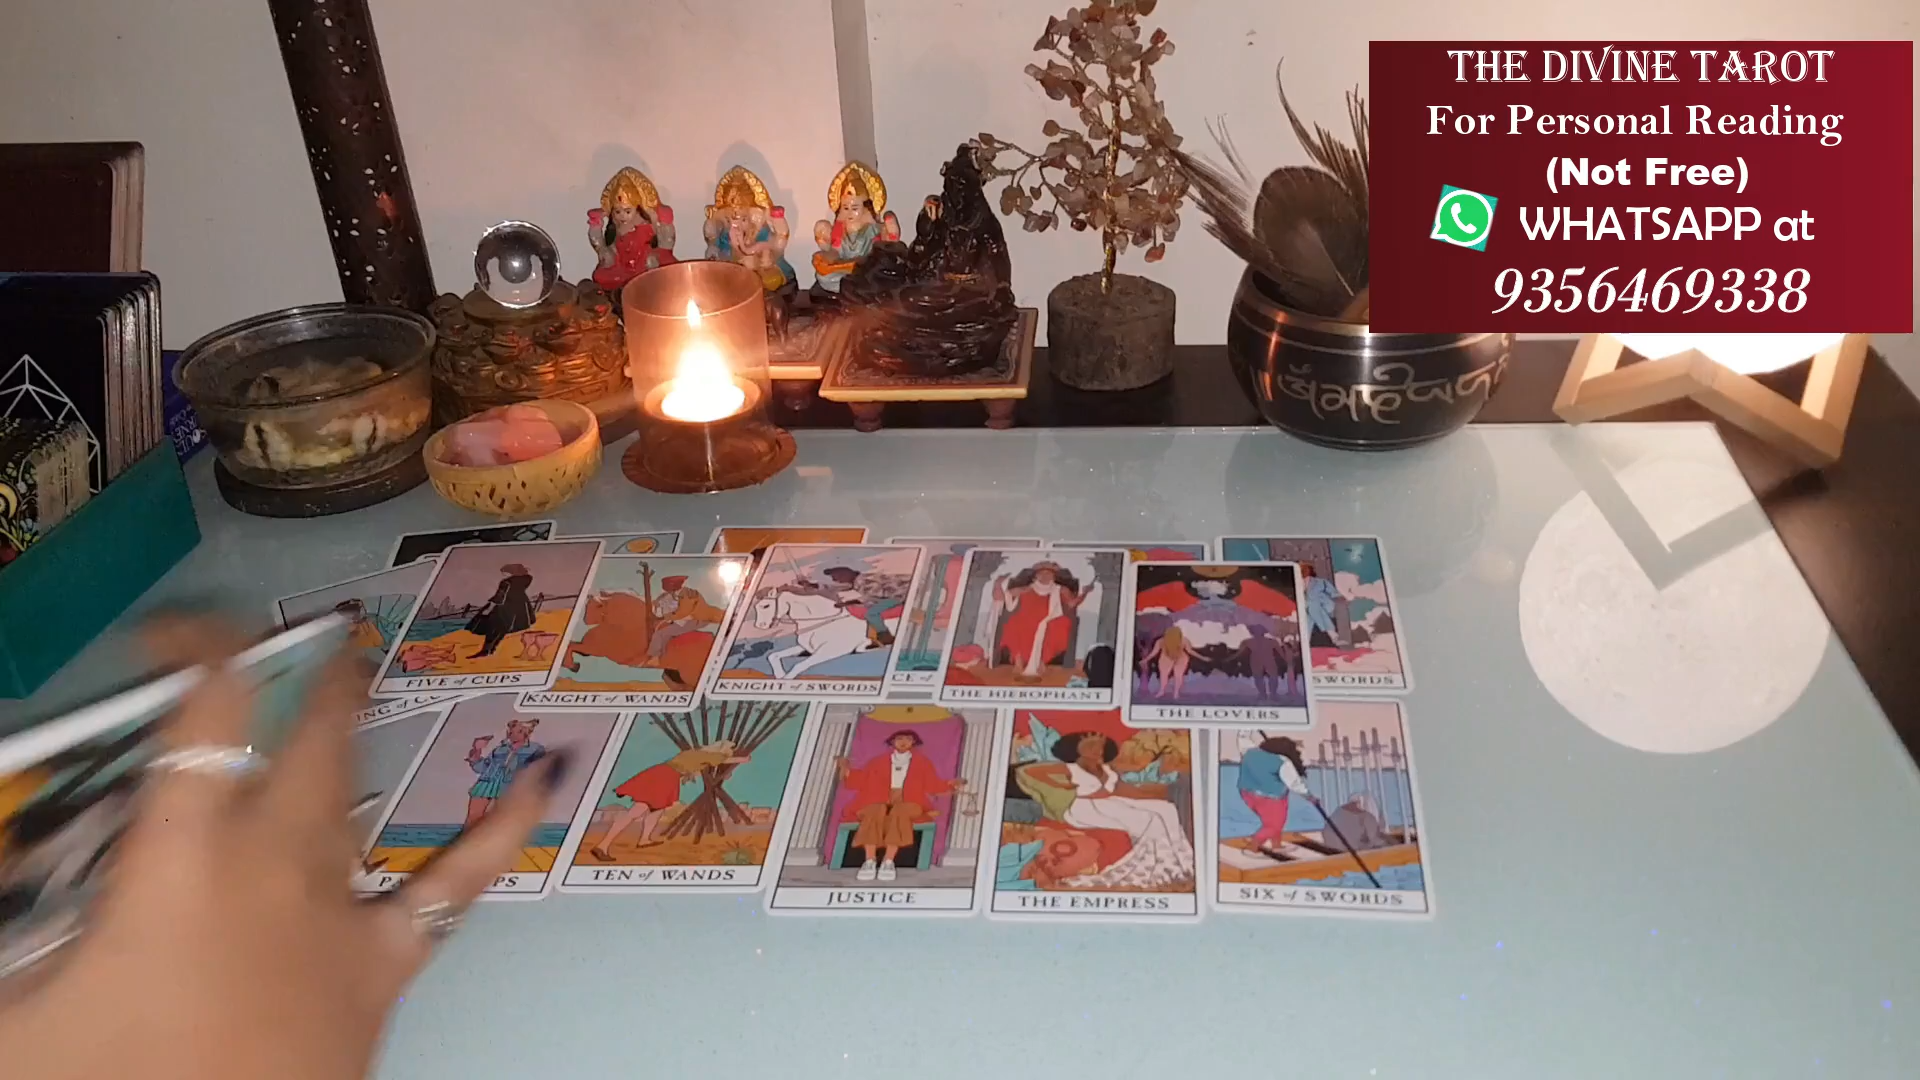 THE DIVINE TAROT
For Personal Reading
(Not Free)
WHATSAPP at
9356469338
FIVE of CUPS
KNIGHT of WANDS
KNIGHT of SWORDS
THE HIEROPHANT
THE LOVERS
SWORDS
TEN of WANDS
JUSTICE
THE EMPRESS
SIX of SWORDS